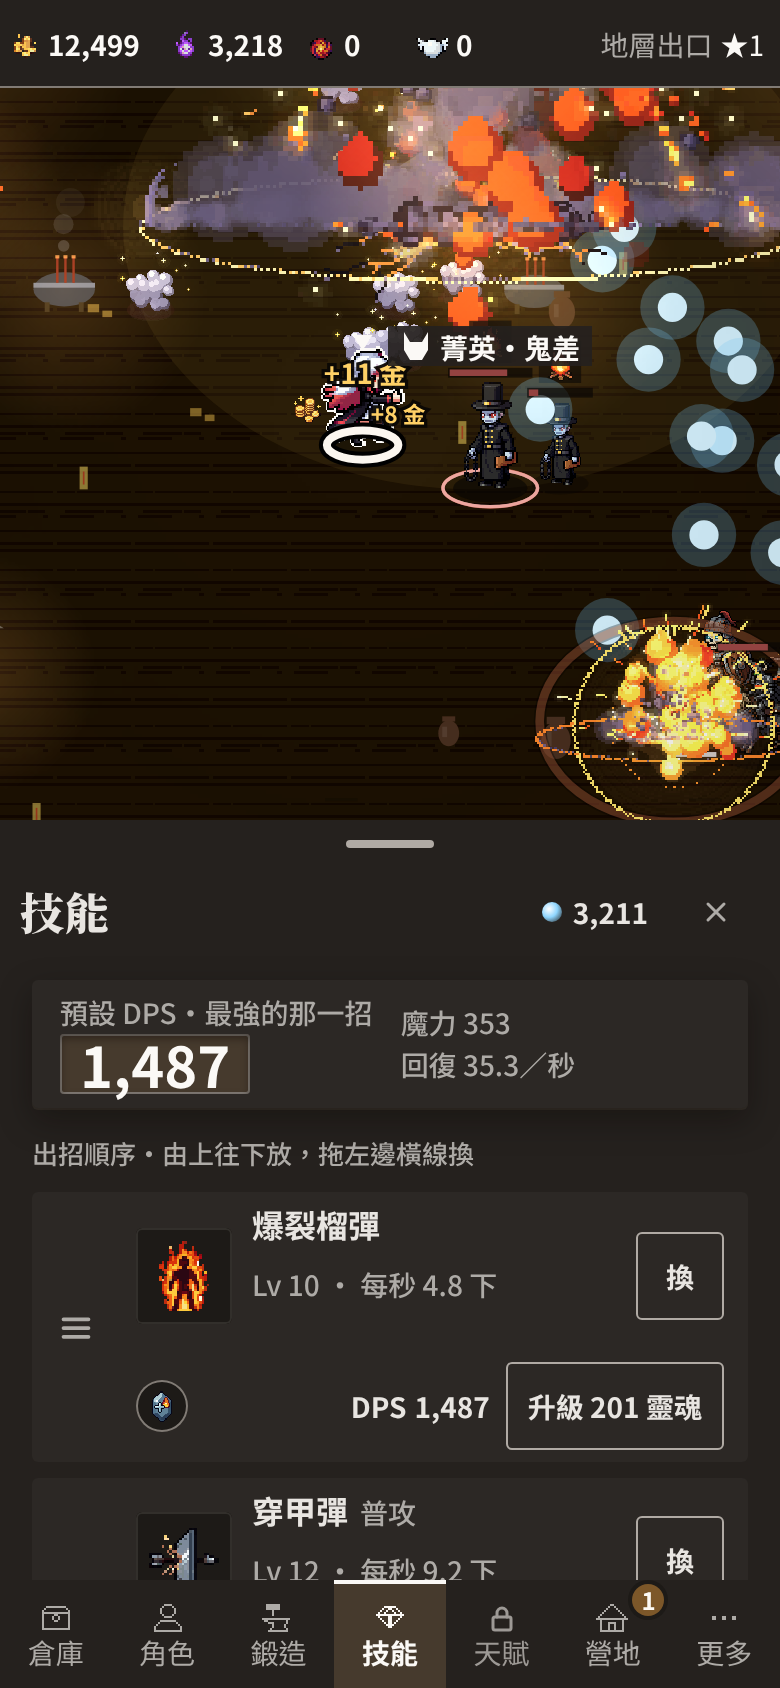 12,499 3,218 0 0 地層出口 ★1
菁英・鬼差
+11 金
+8 金
技能 3,211
預設 DPS・最強的那一招
1,487
魔力 353
回復 35.3／秒
出招順序・由上往下放，拖左邊橫線換
爆裂榴彈
Lv 10 ・ 每秒 4.8 下
換
DPS 1,487 升級 201 靈魂
穿甲彈 普攻
Lv 12 ・ 每秒 9.2 下
換
1
倉庫 角色 鍛造 技能 天賦 營地 更多